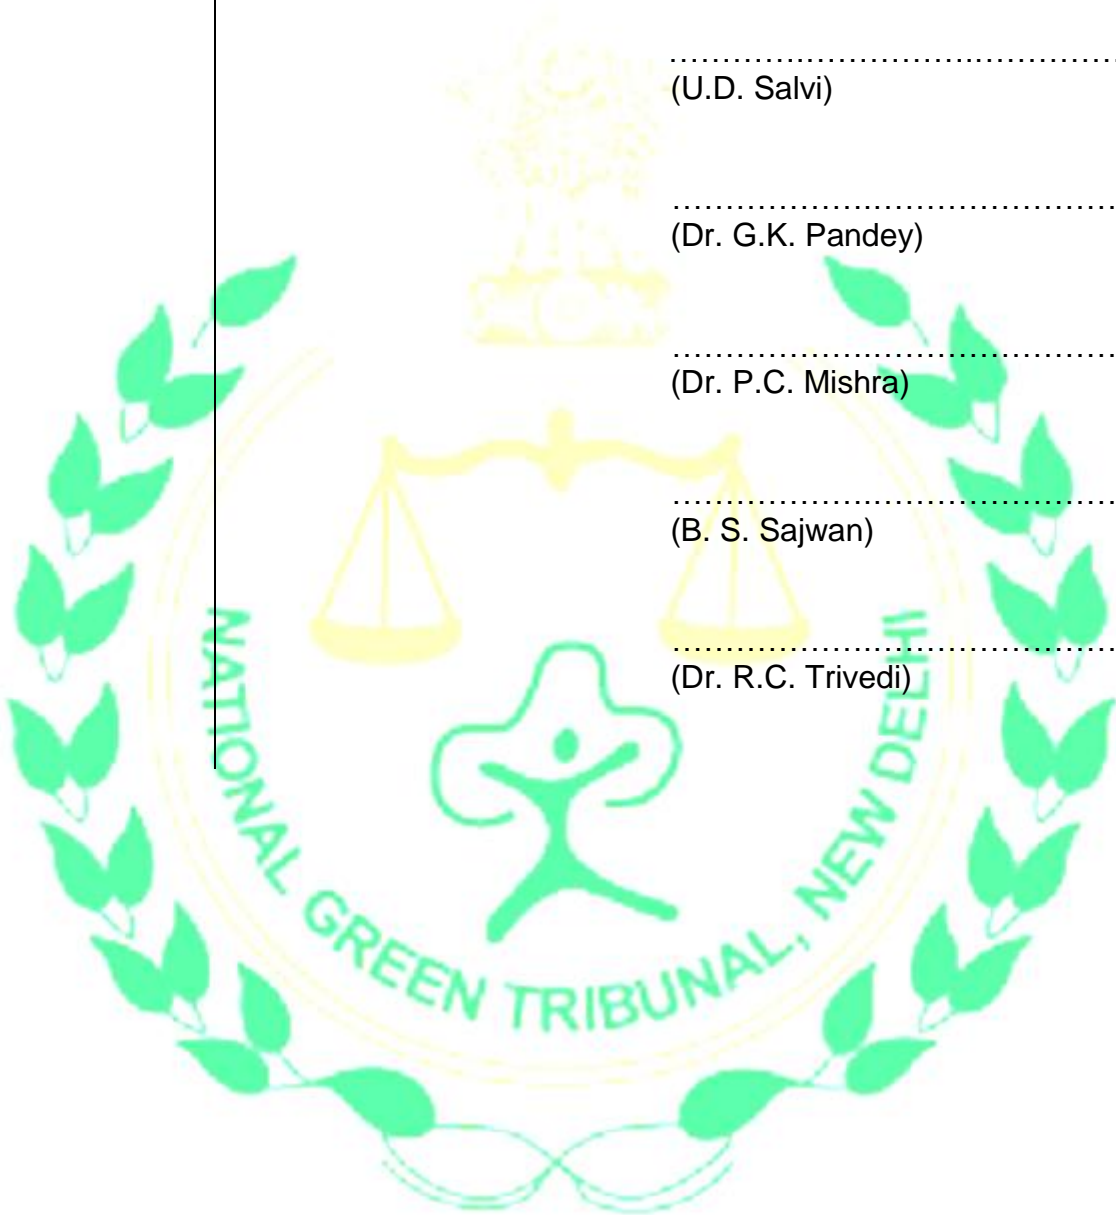 ………….……………………..……………
(U.D. Salvi)
………………..………………………
(Dr. G.K. Pandey)
………………..………………………
(Dr. P.C. Mishra)
………………..………………………
(B. S. Sajwan)
………………..………………………
(Dr. R.C. Trivedi)
NATIONAL GREEN TRIBUNAL, NEW DELHI